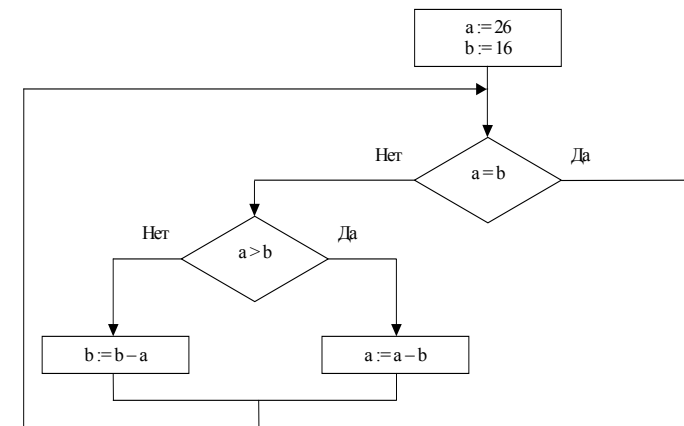 a := 26
b := 16
Нет
Да
a = b
Нет
Да
a > b
b := b – a
a := a – b